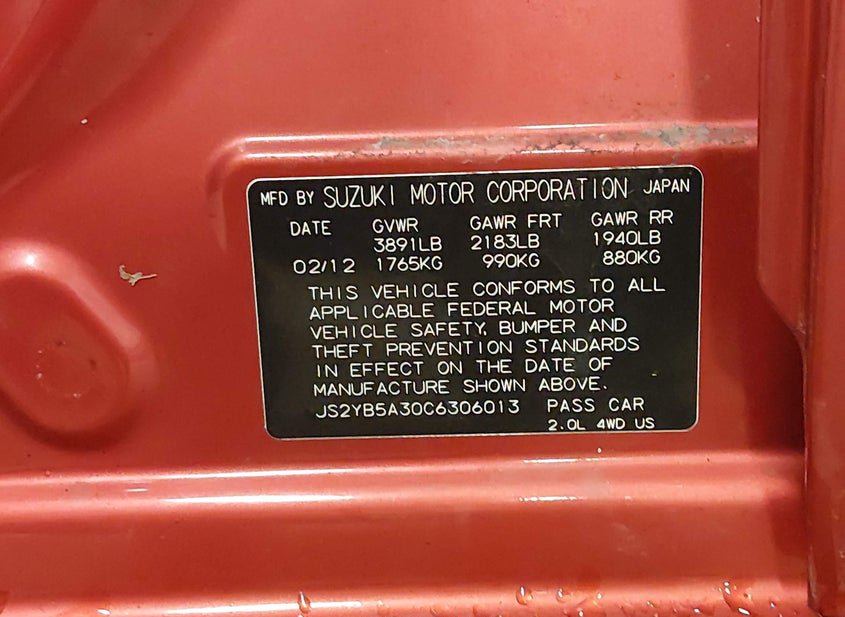 MFD BY SUZUKI MOTOR CORPORATION JAPAN
DATE GVWR GAWR FRT GAWR RR
3891LB 2183LB 1940LB
02/12 1765KG 990KG 880KG
THIS VEHICLE CONFORMS TO ALL
APPLICABLE FEDERAL MOTOR
VEHICLE SAFETY, BUMPER AND
THEFT PREVENTION STANDARDS
IN EFFECT ON THE DATE OF
MANUFACTURE SHOWN ABOVE.
JS2YB5A30C6306013 PASS CAR
2.0L 4WD US